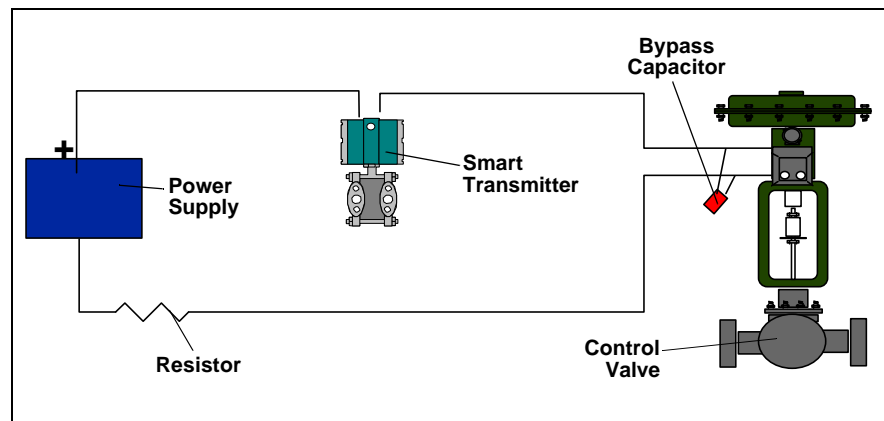 Bypass
Capacitor
+
Smart
Transmitter
Power
Supply
Control
Valve
Resistor